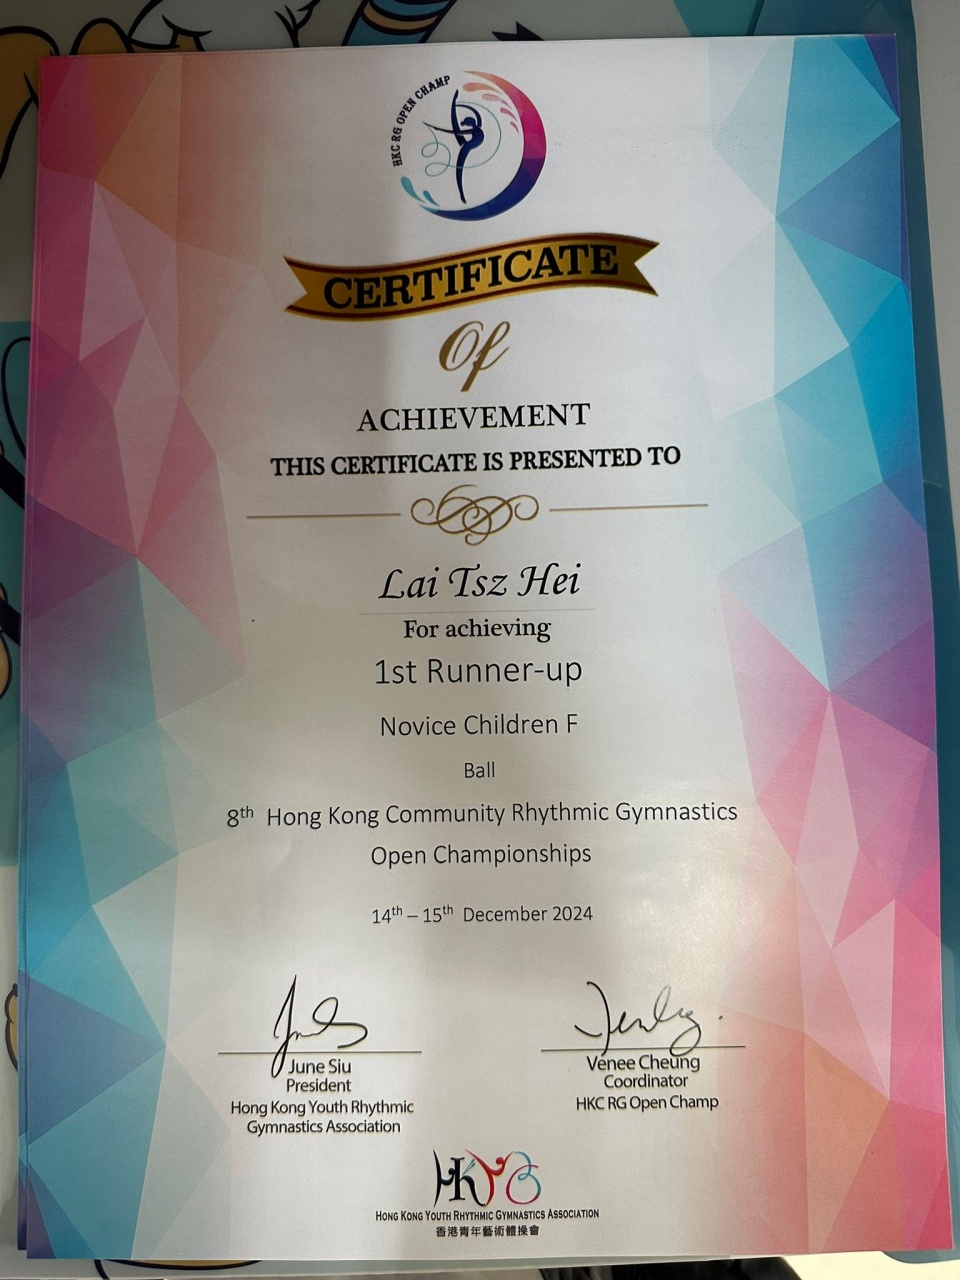 HKC RG OPEN CHAMP
CERTIFICATE
Of
ACHIEVEMENT
THIS CERTIFICATE IS PRESENTED TO
Lai Tsz Hei
For achieving
1st Runner-up
Novice Children F
Ball
8th Hong Kong Community Rhythmic Gymnastics
Open Championships
14th – 15th December 2024
June Siu
President
Hong Kong Youth Rhythmic
Gymnastics Association
Venee Cheung
Coordinator
HKC RG Open Champ
HKYRG
HONG KONG YOUTH RHYTHMIC GYMNASTICS ASSOCIATION
香港青年藝術體操會